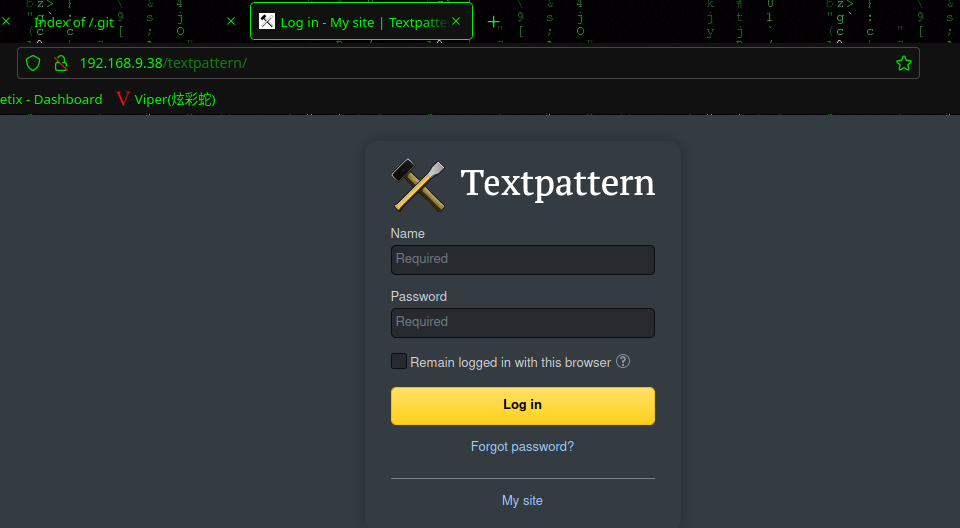 Index of /.git
Log in - My site | Textpatte
192.168.9.38/textpattern/
etix - Dashboard
Viper(炫彩蛇)
Textpattern
Name
Required
Password
Required
Remain logged in with this browser ?
Log in
Forgot password?
My site